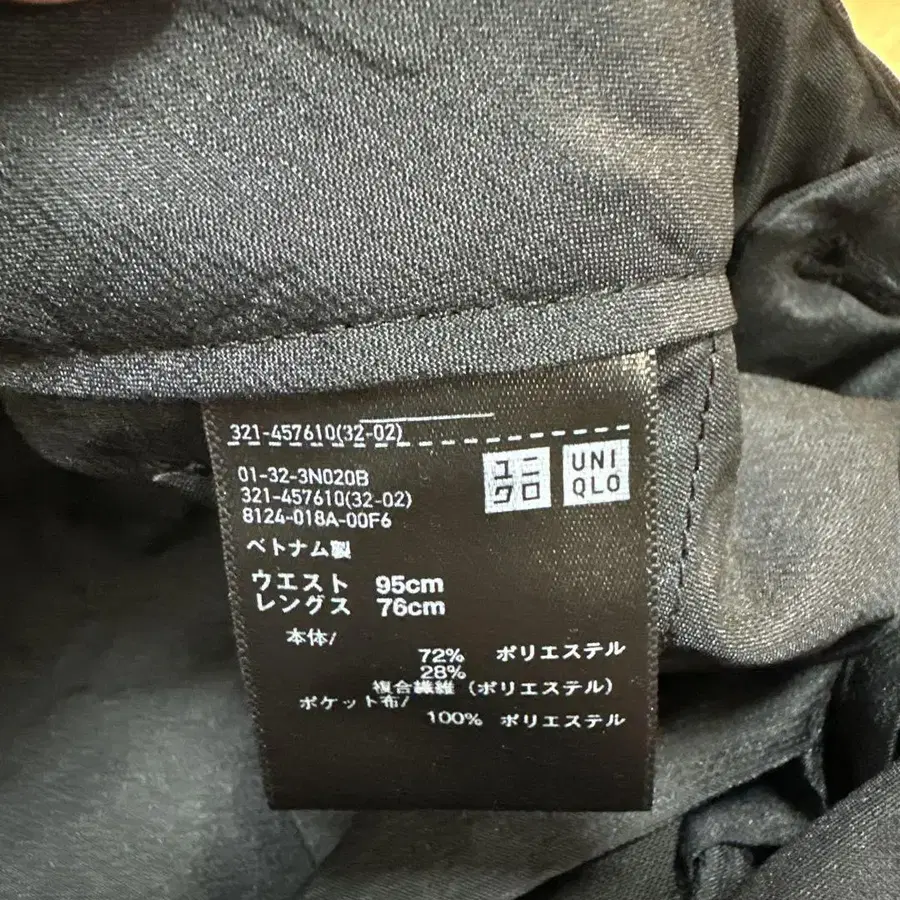 321-457610(32-02)
ユニ
クロ
UNI
QLO
01-32-3N020B
321-457610(32-02)
8124-018A-00F6
ベトナム製
ウエスト 95cm
レングス 76cm
本体/
72% ポリエステル
28%
複合繊維(ポリエステル)
ポケット布/
100% ポリエステル